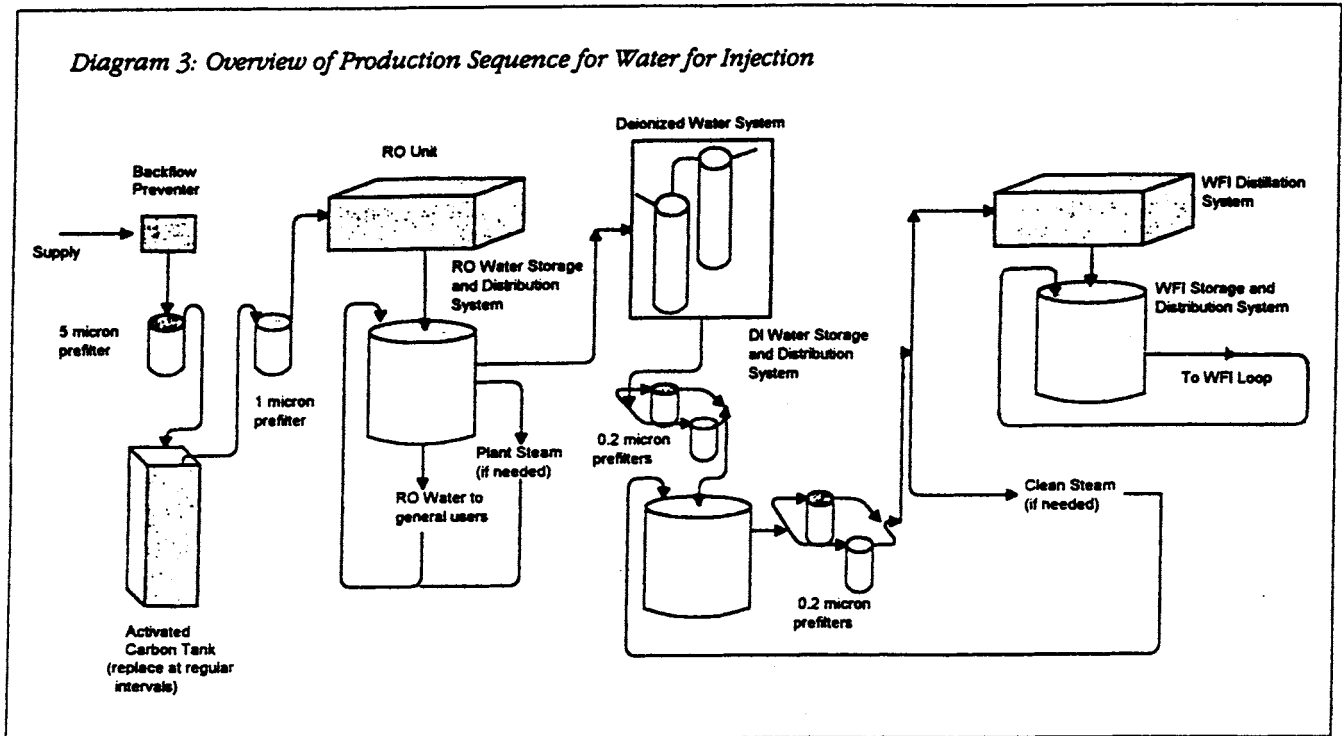 Diagram 3: Overview of Production Sequence for Water for Injection
Deionized Water System
RO Unit
Backflow
Preventer
WFI Distillation
System
Supply
RO Water Storage
and Distribution
System
WFI Storage and
Distribution System
5 micron
prefilter
DI Water Storage
and Distribution
System
To WFI Loop
1 micron
prefilter
0.2 micron
prefilters
Plant Steam
(if needed)
Clean Steam
(if needed)
RO Water to
general users
0.2 micron
prefilters
Activated
Carbon Tank
(replace at regular
intervals)